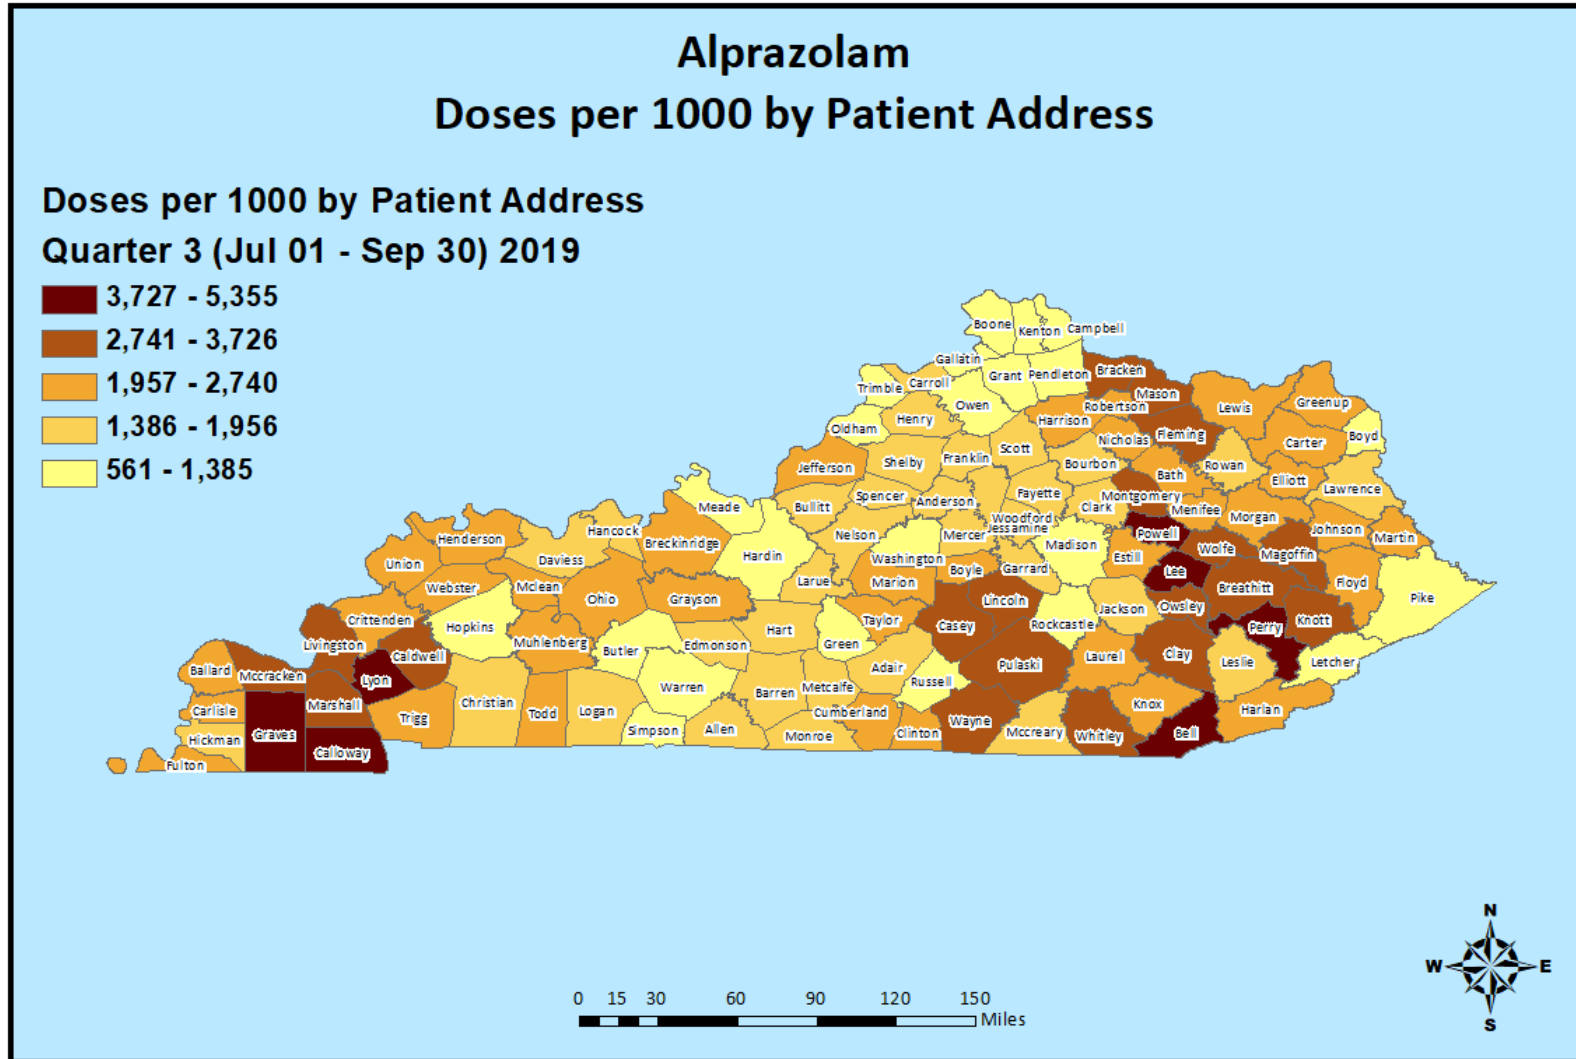 Alprazolam
Doses per 1000 by Patient Address
Doses per 1000 by Patient Address
Quarter 3 (Jul 01 - Sep 30) 2019
3,727 - 5,355
2,741 - 3,726
1,957 - 2,740
1,386 - 1,956
561 - 1,385
Boone
Kenton
Campbell
Gallatin
Grant
Pendleton
Bracken
Trimble
Carroll
Mason
Owen
Robertson
Lewis
Greenup
Henry
Harrison
Oldham
Nicholas
Fleming
Carter
Boyd
Scott
Jefferson
Shelby
Franklin
Bourbon
Rowan
Bath
Elliott
Lawrence
Spencer
Anderson
Fayette
Montgomery
Meade
Bullitt
Clark
Menifee
Woodford
Morgan
Jessamine
Johnson
Hancock
Nelson
Mercer
Powell
Martin
Henderson
Breckinridge
Madison
Wolfe
Magoffin
Daviess
Hardin
Washington
Estill
Union
Boyle
Garrard
Lee
Larue
Marion
Floyd
Webster
Mclean
Breathitt
Ohio
Grayson
Lincoln
Pike
Jackson
Owsley
Crittenden
Taylor
Casey
Rockcastle
Perry
Knott
Hopkins
Hart
Livingston
Muhlenberg
Edmonson
Green
Butler
Caldwell
Laurel
Clay
Leslie
Letcher
Ballard
Mccracken
Pulaski
Adair
Lyon
Russell
Warren
Barren
Metcalfe
Marshall
Christian
Knox
Carlisle
Logan
Cumberland
Harlan
Trigg
Todd
Wayne
Simpson
Allen
Graves
Clinton
Mccreary
Whitley
Bell
Hickman
Monroe
Calloway
Fulton
N
W
E
S
0 15 30 60 90 120 150
Miles